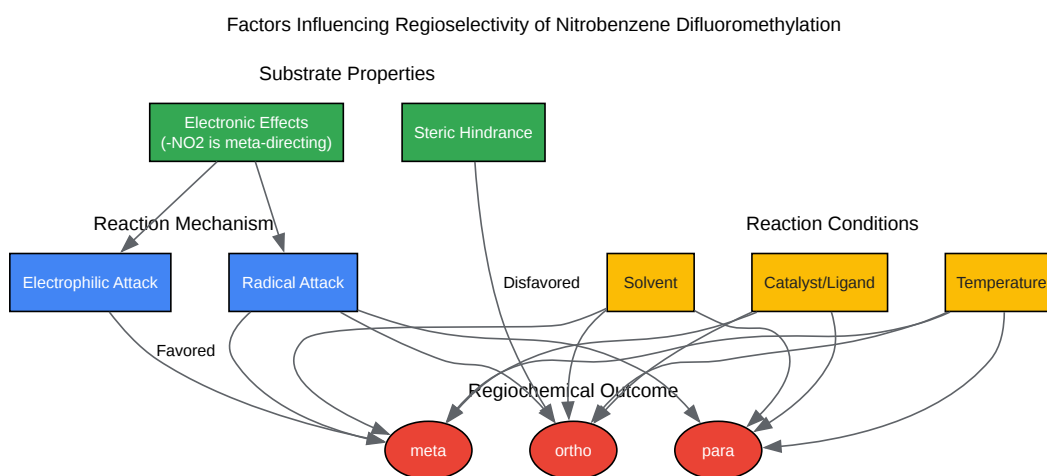 Factors Influencing Regioselectivity of Nitrobenzene Difluoromethylation
Substrate Properties
Electronic Effects
(-NO2 is meta-directing)
Steric Hindrance
Reaction Mechanism
Reaction Conditions
Electrophilic Attack
Radical Attack
Disfavored
Solvent
Catalyst/Ligand
Temperature
Favored
Regiochemical Outcome
meta
ortho
para